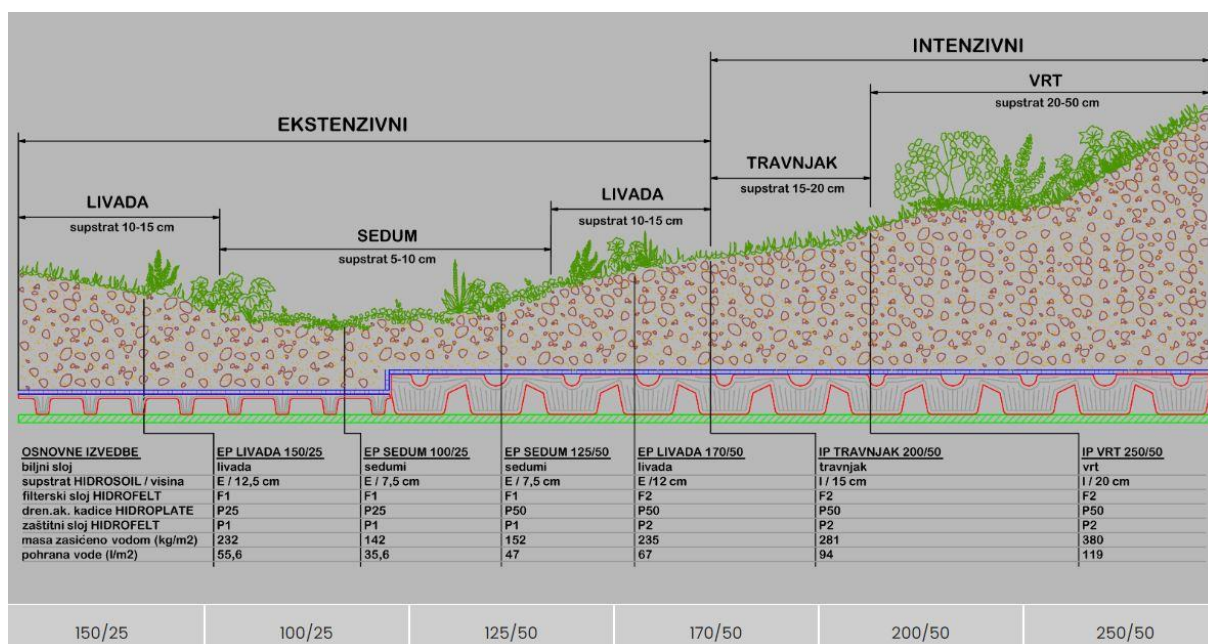 INTENZIVNI
VRT
supstrat 20-50 cm
EKSTENZIVNI
TRAVNJAK
supstrat 15-20 cm
LIVADA
supstrat 10-15 cm
LIVADA
supstrat 10-15 cm
SEDUM
supstrat 5-10 cm
OSNOVNE IZVEDBE EP LIVADA 150/25 EP SEDUM 100/25 EP SEDUM 125/50 EP LIVADA 170/50 IP TRAVNJAK 200/50 IP VRT 250/50
biljni sloj livada sedumi sedumi livada travnjak vrt
supstrat HIDROSOIL / visina E / 12,5 cm E / 7,5 cm E / 7,5 cm E /12 cm I / 15 cm I / 20 cm
filterski sloj HIDROFELT F1 F1 F1 F2 F2 F2
dren.ak. kadice HIDROPLATE P25 P25 P50 P50 P50 P50
zaštitni sloj HIDROFELT P1 P1 P1 P2 P2 P2
masa zasićeno vodom (kg/m2) 232 142 152 235 281 380
pohrana vode (l/m2) 55,6 35,6 47 67 94 119
150/25 100/25 125/50 170/50 200/50 250/50